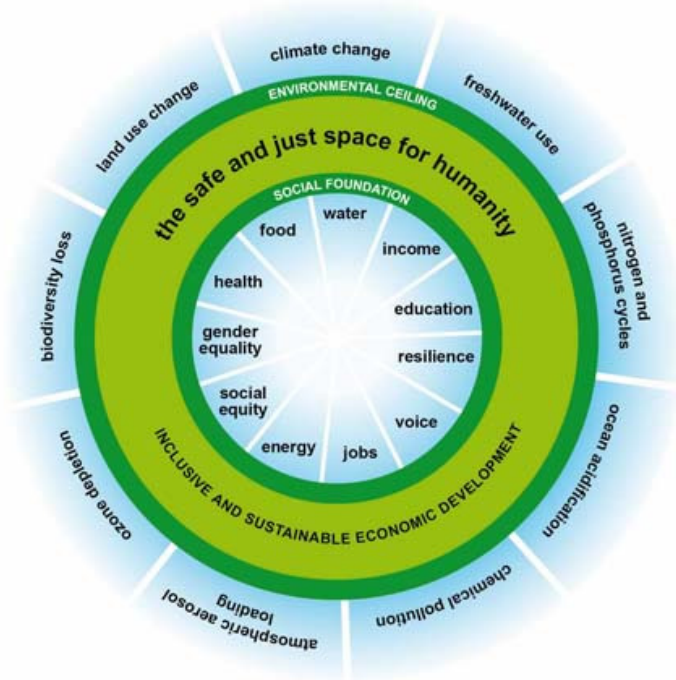 climate change
freshwater use
nitrogen and
phosphorus cycles
ocean acidification
chemical pollution
atmospheric aerosol
loading
ozone depletion
biodiversity loss
land use change
ENVIRONMENTAL CEILING
the safe and just space for humanity
SOCIAL FOUNDATION
water
income
education
resilience
voice
jobs
energy
social
equity
gender
equality
health
food
INCLUSIVE AND SUSTAINABLE ECONOMIC DEVELOPMENT